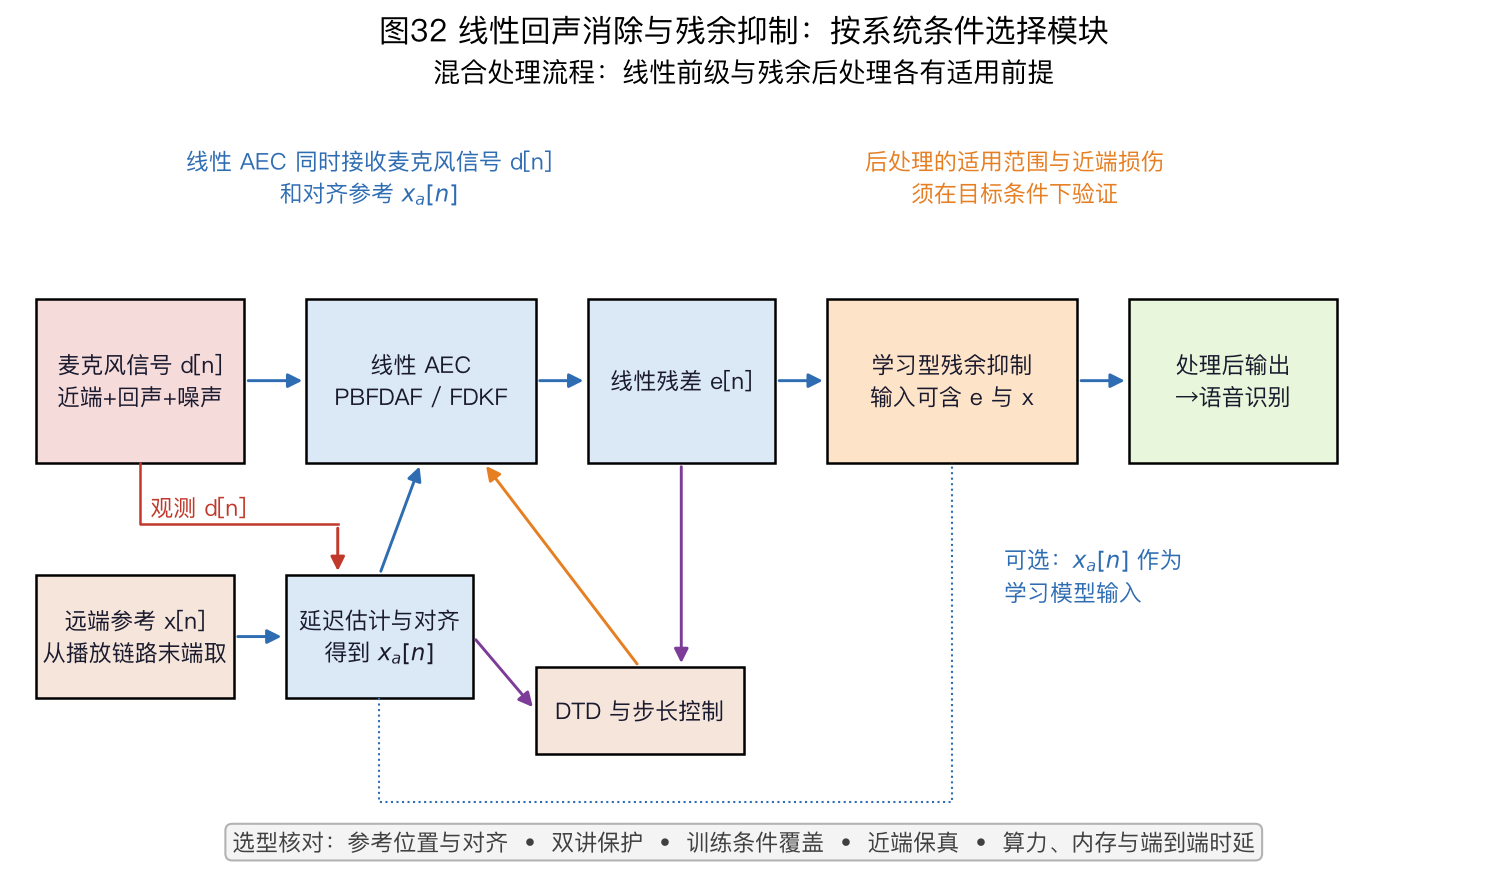 图32 线性回声消除与残余抑制：按系统条件选择模块
混合处理流程：线性前级与残余后处理各有适用前提
线性 AEC 同时接收麦克风信号 d[n]
和对齐参考 xₐ[n]
后处理的适用范围与近端损伤
须在目标条件下验证
麦克风信号 d[n]
近端+回声+噪声
线性 AEC
PBFDAF / FDKF
线性残差 e[n]
学习型残余抑制
输入可含 e 与 x
处理后输出
→语音识别
观测 d[n]
远端参考 x[n]
从播放链路末端取
延迟估计与对齐
得到 xₐ[n]
DTD 与步长控制
可选：xₐ[n] 作为
学习模型输入
选型核对：参考位置与对齐 • 双讲保护 • 训练条件覆盖 • 近端保真 • 算力、内存与端到端时延